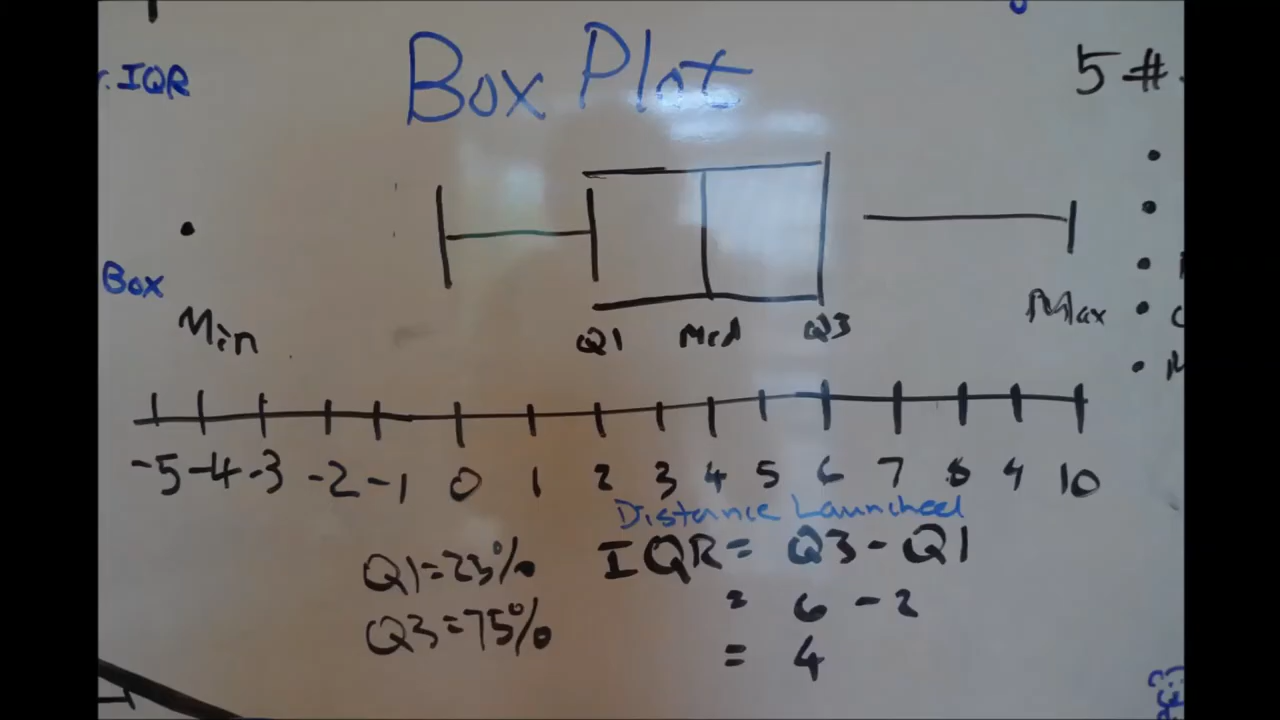 Box Plot
IQR
5 #
Box
Min
Q1 Med Q3
Max
-5 -4 -3 -2 -1 0 1 2 3 4 5 6 7 8 9 10
Distance Launched
Q1=25%
Q3=75%
IQR = Q3 - Q1
= 6 - 2
= 4